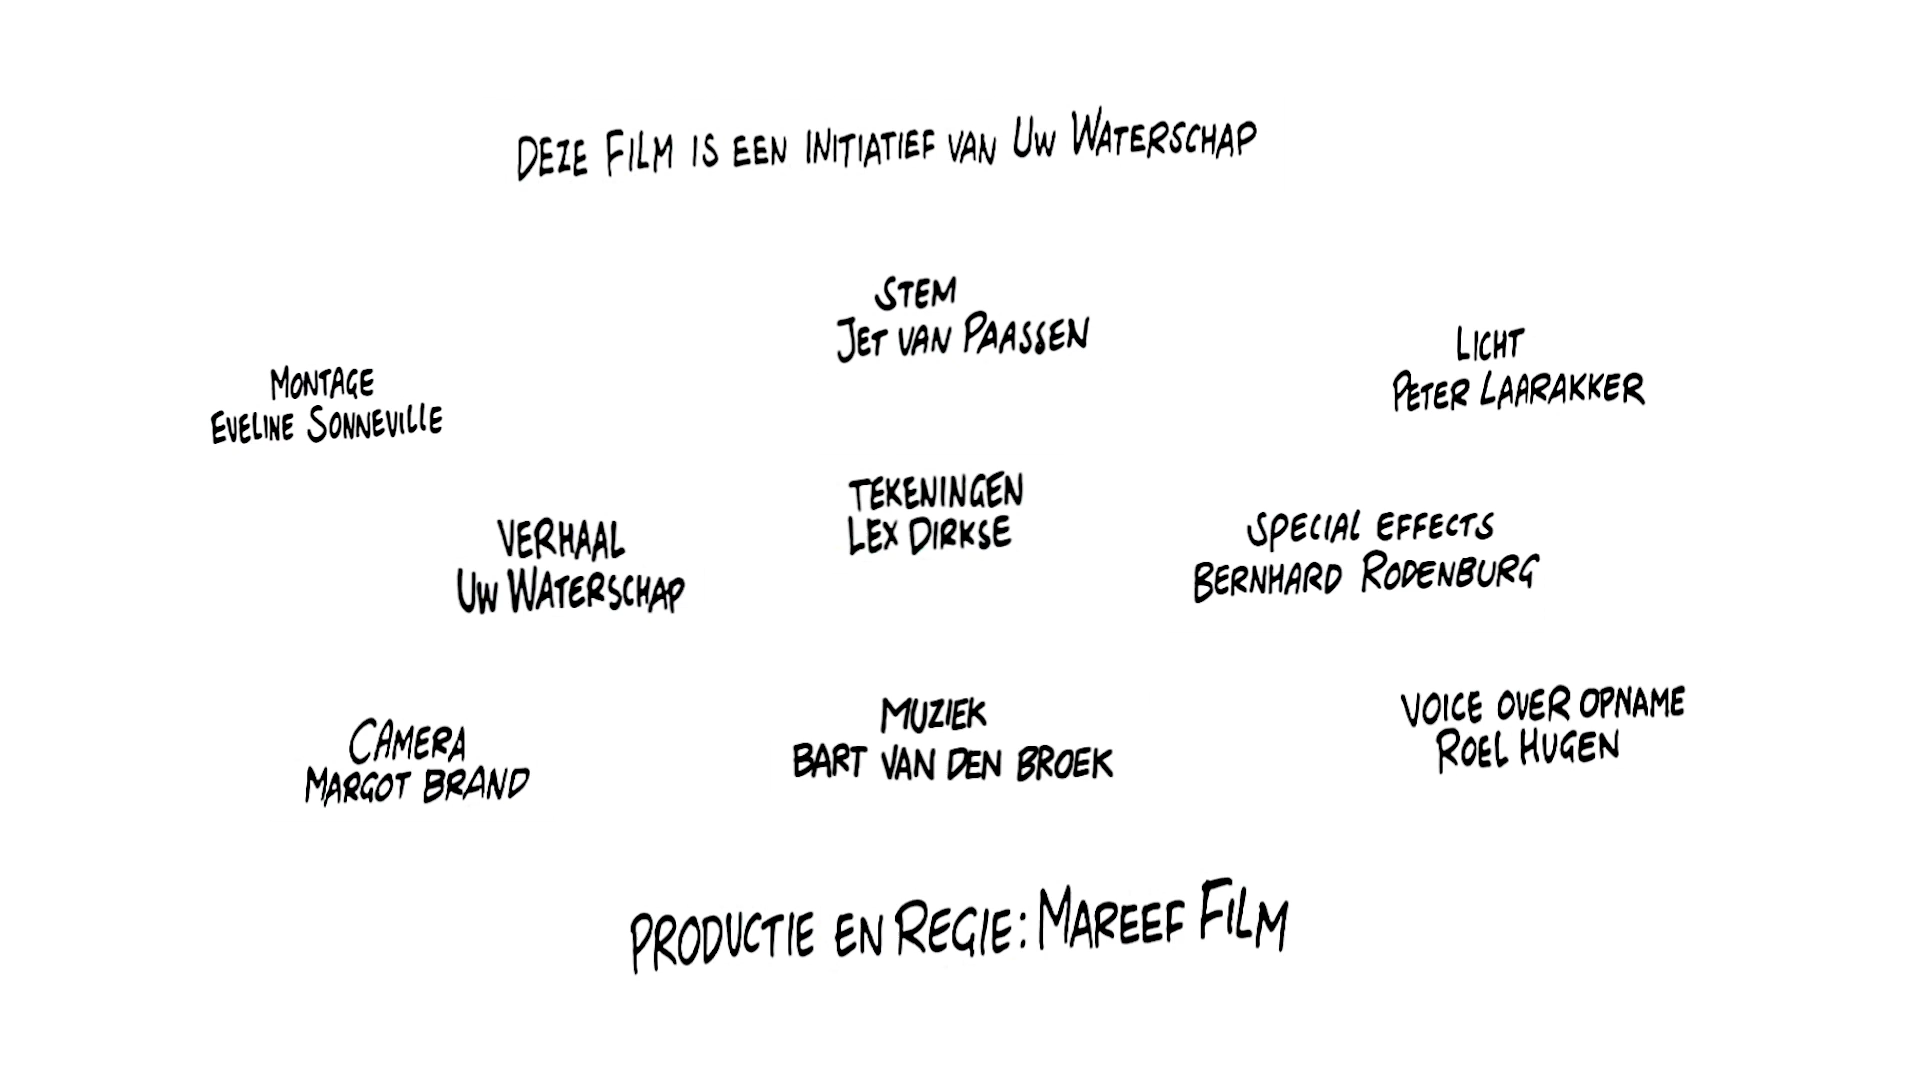 DEZE FILM IS EEN INITIATIEF VAN UW WATERSCHAP
STEM
JET VAN PAASSEN
LICHT
PETER LAARAKKER
MONTAGE
EVELINE SONNEVILLE
TEKENINGEN
LEX DIRKSE
VERHAAL
UW WATERSCHAP
SPECIAL EFFECTS
BERNHARD RODENBURG
CAMERA
MARGOT BRAND
MUZIEK
BART VAN DEN BROEK
VOICE OVER OPNAME
ROEL HUGEN
PRODUCTIE EN REGIE: MAREEF FILM